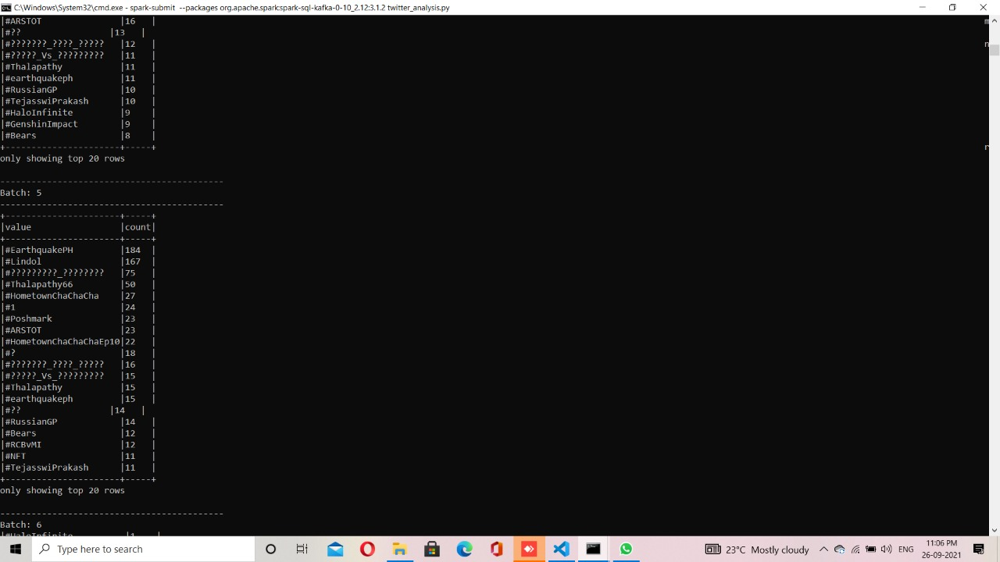 C:\Windows\System32\cmd.exe - spark-submit  --packages org.apache.spark:spark-sql-kafka-0-10_2.12:3.1.2 twitter_analysis.py
|#ARSTOT               |16   |
|#??                 |13   |
|#???????_????_?????   |12   |
|#?????_Vs_?????????   |11   |
|#Thalapathy           |11   |
|#earthquakeph         |11   |
|#RussianGP            |10   |
|#TejasswiPrakash      |10   |
|#HaloInfinite         |9    |
|#GenshinImpact        |9    |
|#Bears                |8    |
+----------------------+-----+
only showing top 20 rows
-------------------------------------------
Batch: 5
-------------------------------------------
+----------------------+-----+
|value                 |count|
+----------------------+-----+
|#EarthquakePH         |184  |
|#Lindol               |167  |
|#?????????_????????   |75   |
|#Thalapathy66         |50   |
|#HometownChaChaCha    |27   |
|#1                    |24   |
|#Poshmark             |23   |
|#ARSTOT               |23   |
|#HometownChaChaChaEp10|22   |
|#?                    |18   |
|#???????_????_?????   |16   |
|#?????_Vs_?????????   |15   |
|#Thalapathy           |15   |
|#earthquakeph         |15   |
|#??                 |14   |
|#RussianGP            |14   |
|#Bears                |12   |
|#RCBvMI               |12   |
|#NFT                  |11   |
|#TejasswiPrakash      |11   |
+----------------------+-----+
only showing top 20 rows
-------------------------------------------
Batch: 6
|#HaloInfinite          |1    |
Type here to search
23°C Mostly cloudy
ENG
11:06 PM
26-09-2021